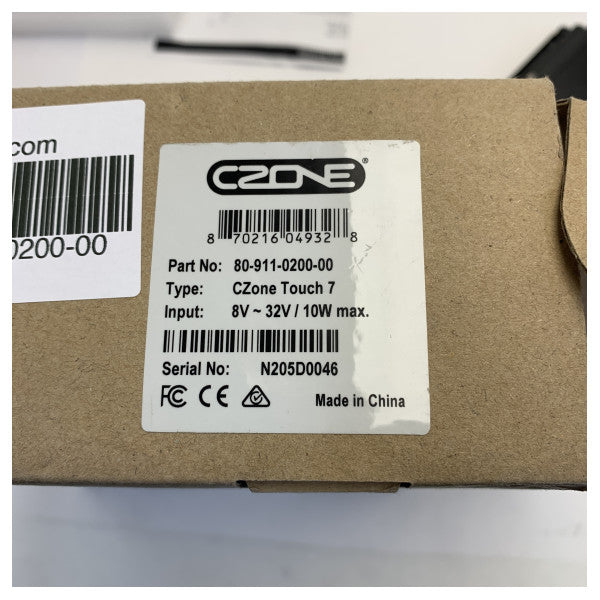 .com
0200-00
CZONE®
8 70216 04932 8
Part No: 80-911-0200-00
Type: CZone Touch 7
Input: 8V ~ 32V / 10W max.
Serial No: N205D0046
FC CE
Made in China